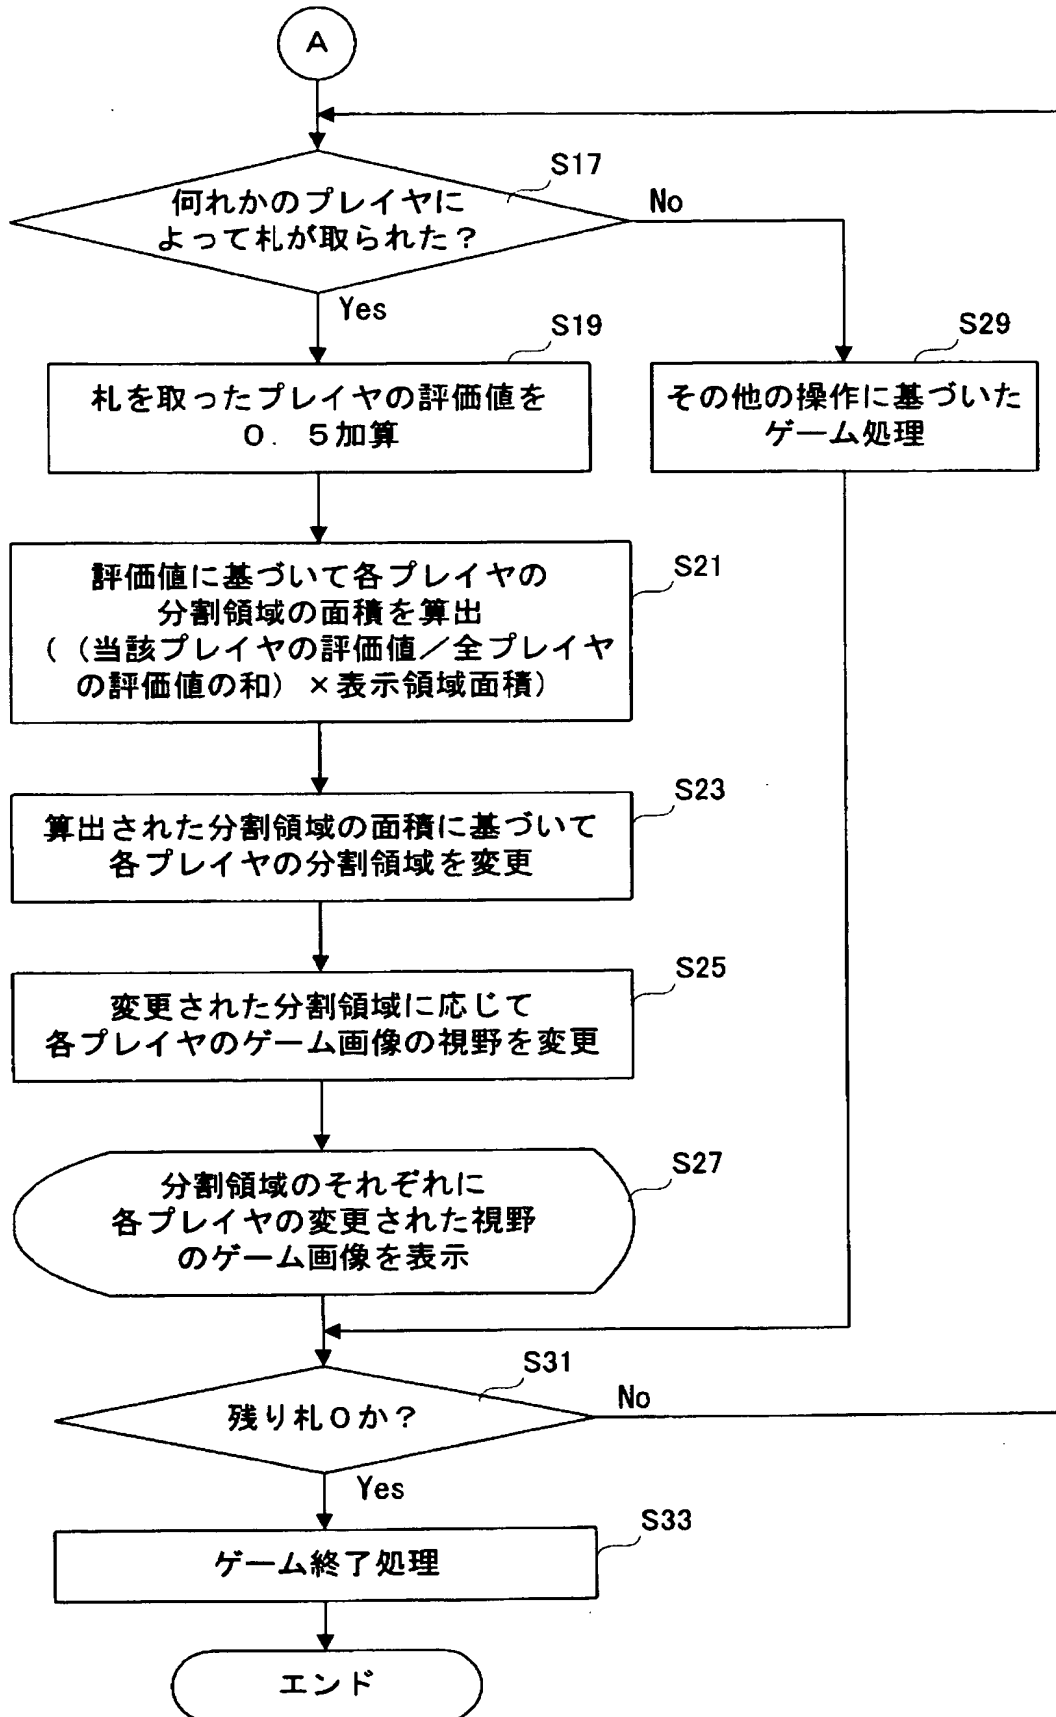 A
S17
何れかのプレイヤに
よって札が取られた？
No
Yes
S19
札を取ったプレイヤの評価値を
０．５加算
S29
その他の操作に基づいた
ゲーム処理
S21
評価値に基づいて各プレイヤの
分割領域の面積を算出
（（当該プレイヤの評価値／全プレイヤ
の評価値の和）×表示領域面積）
S23
算出された分割領域の面積に基づいて
各プレイヤの分割領域を変更
S25
変更された分割領域に応じて
各プレイヤのゲーム画像の視野を変更
S27
分割領域のそれぞれに
各プレイヤの変更された視野
のゲーム画像を表示
S31
残り札０か？
No
Yes
S33
ゲーム終了処理
エンド